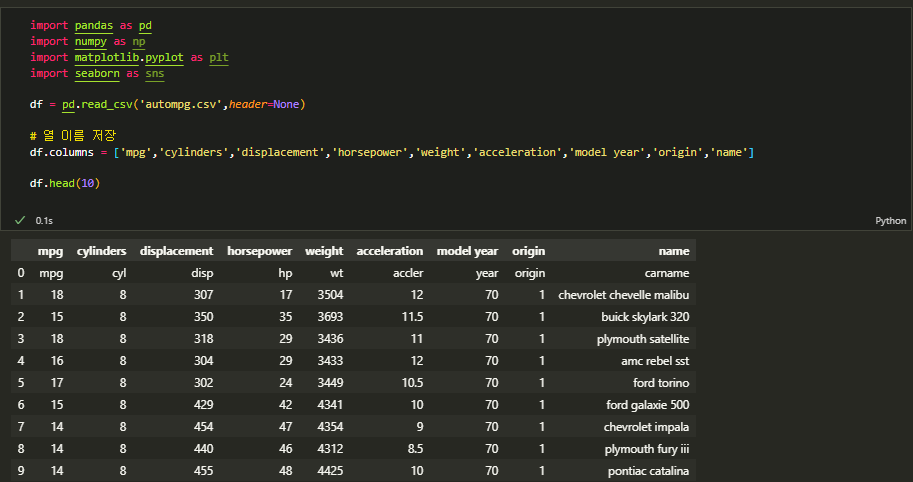 import pandas as pd
import numpy as np
import matplotlib.pyplot as plt
import seaborn as sns
df = pd.read_csv('autompg.csv',header=None)
# 열 이름 저장
df.columns = ['mpg','cylinders','displacement','horsepower','weight','acceleration','model year','origin','name']
df.head(10)
0.1s Python
mpg cylinders displacement horsepower weight acceleration model year origin name
0 mpg cyl disp hp wt accler year origin carname
1 18 8 307 17 3504 12 70 1 chevrolet chevelle malibu
2 15 8 350 35 3693 11.5 70 1 buick skylark 320
3 18 8 318 29 3436 11 70 1 plymouth satellite
4 16 8 304 29 3433 12 70 1 amc rebel sst
5 17 8 302 24 3449 10.5 70 1 ford torino
6 15 8 429 42 4341 10 70 1 ford galaxie 500
7 14 8 454 47 4354 9 70 1 chevrolet impala
8 14 8 440 46 4312 8.5 70 1 plymouth fury iii
9 14 8 455 48 4425 10 70 1 pontiac catalina